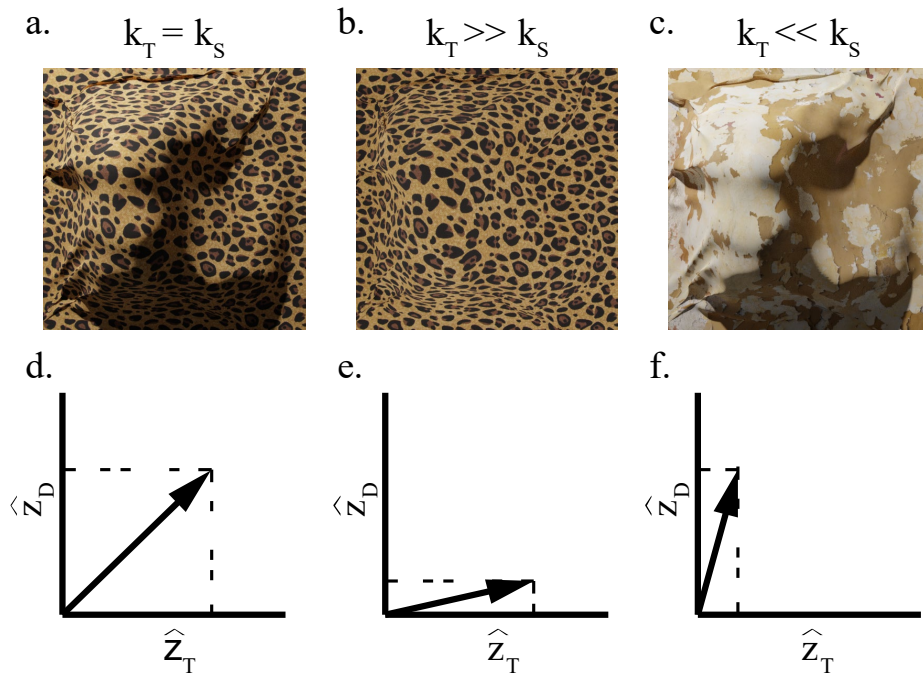 a. k_T = k_S
b. k_T >> k_S
c. k_T << k_S
d.
e.
f.
ẑ_D
ẑ_T
ẑ_D
ẑ_T
ẑ_D
ẑ_T